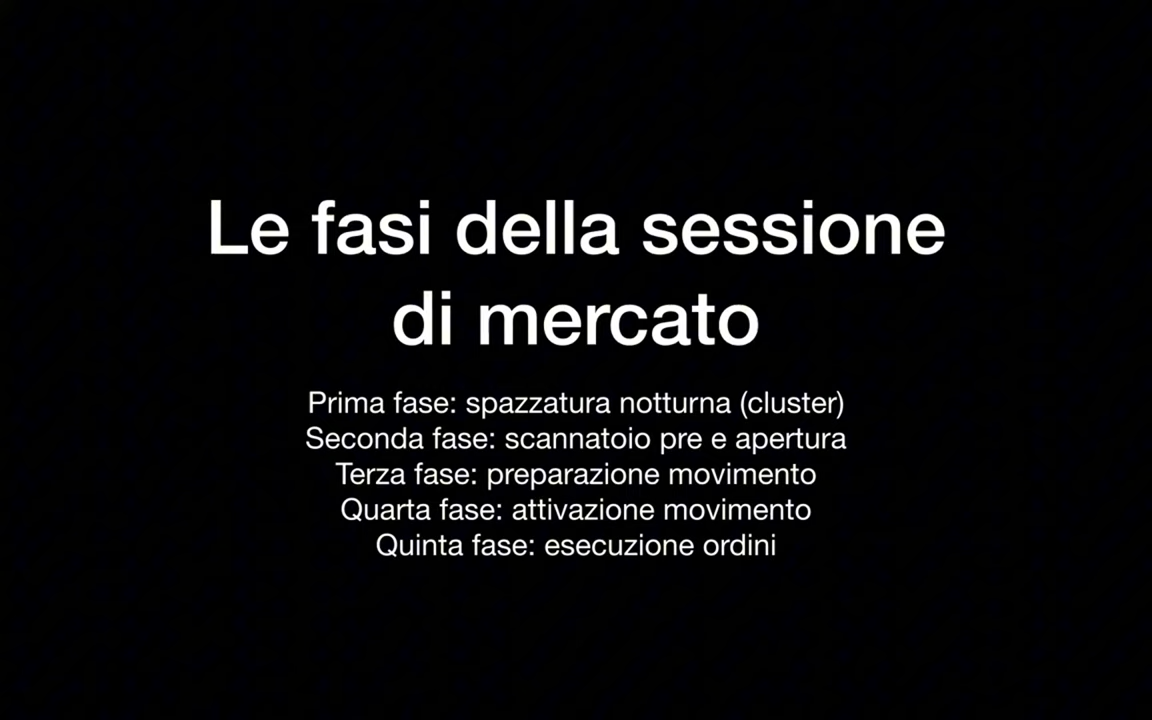 Le fasi della sessione
di mercato
Prima fase: spazzatura notturna (cluster)
Seconda fase: scannatoio pre e apertura
Terza fase: preparazione movimento
Quarta fase: attivazione movimento
Quinta fase: esecuzione ordini